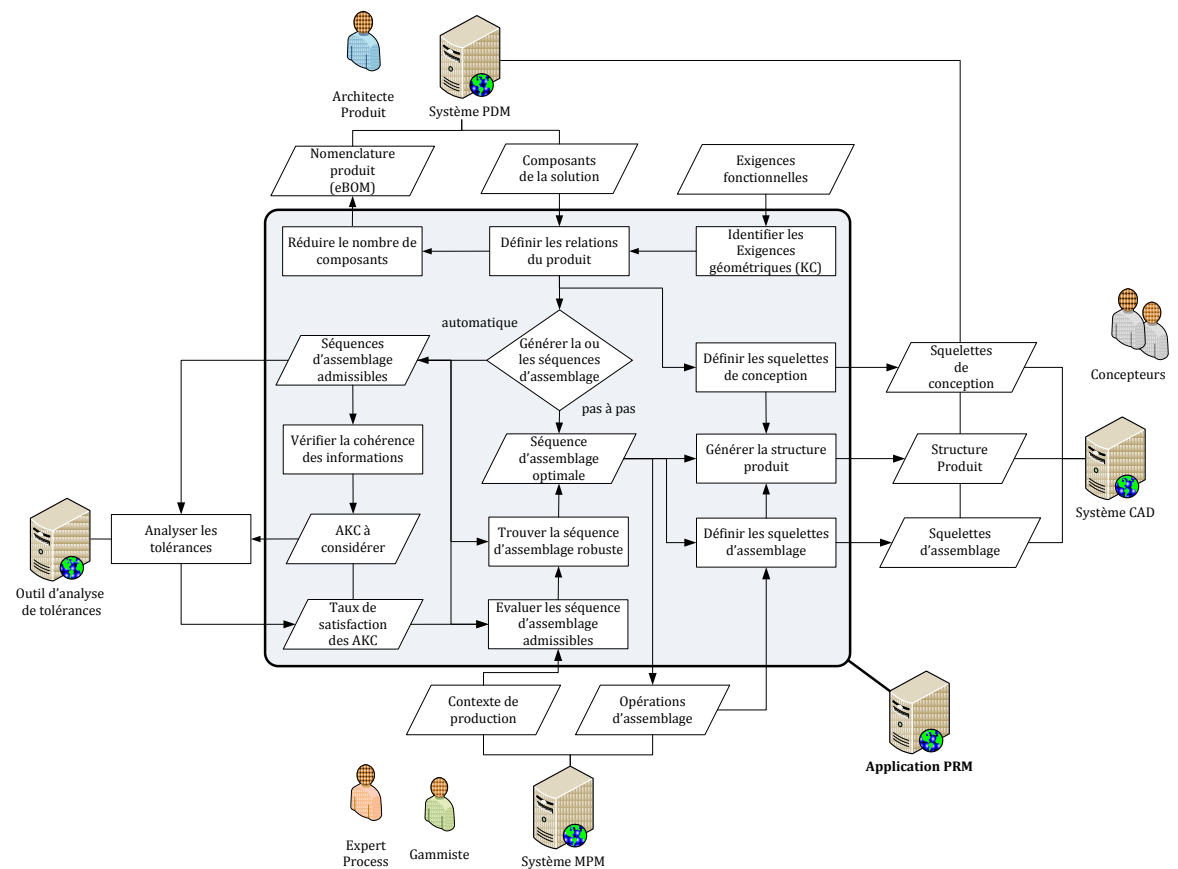 Architecte
Produit
Système PDM
Nomenclature
produit
(eBOM)
Composants
de la solution
Exigences
fonctionnelles
Réduire le nombre de
composants
Définir les relations
du produit
Identifier les
Exigences
géométriques (KC)
automatique
Séquences
d'assemblage
admissibles
Générer la ou
les séquences
d'assemblage
Définir les squelettes
de conception
Squelettes
de
conception
Concepteurs
pas à pas
Vérifier la cohérence
des informations
Séquence
d'assemblage
optimale
Générer la structure
produit
Structure
Produit
Système CAD
Analyser les
tolérances
AKC à
considérer
Trouver la séquence
d'assemblage robuste
Définir les squelettes
d'assemblage
Squelettes
d'assemblage
Outil d'analyse
de tolérances
Taux de
satisfaction
des AKC
Evaluer les séquence
d'assemblage
admissibles
Contexte de
production
Opérations
d'assemblage
Application PRM
Expert
Process
Gammiste
Système MPM